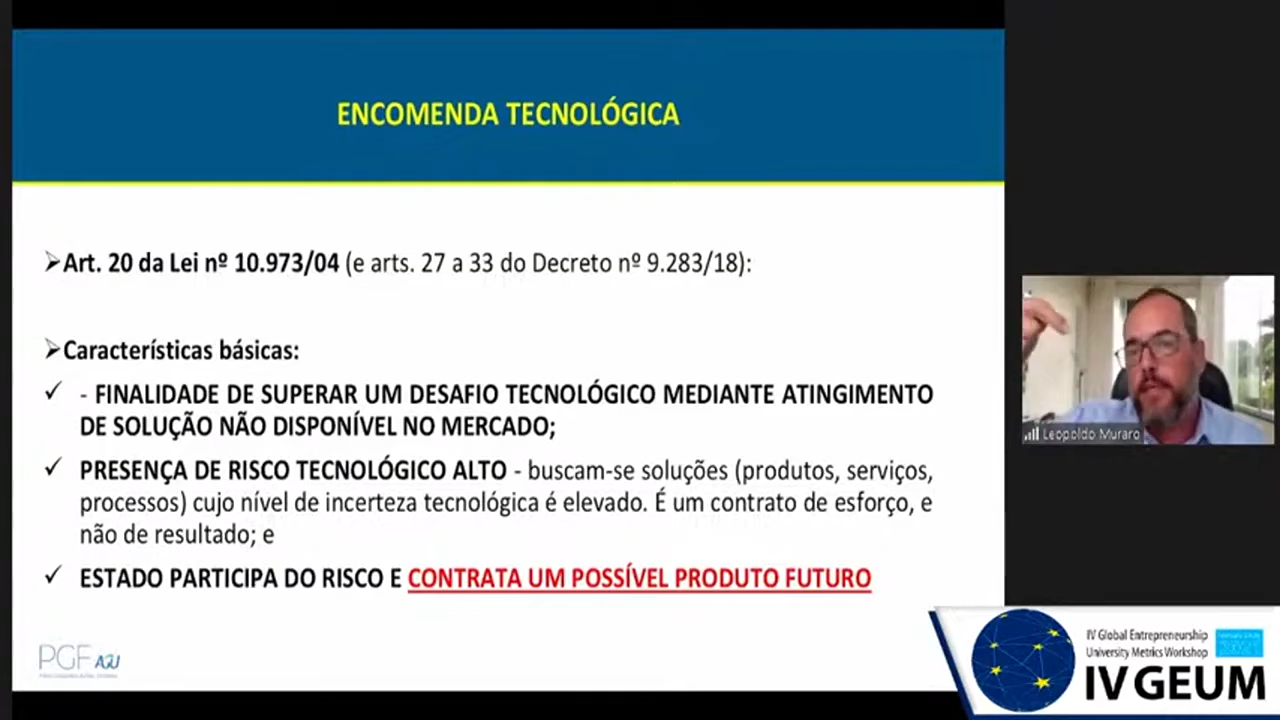 ENCOMENDA TECNOLÓGICA
➢Art. 20 da Lei nº 10.973/04 (e arts. 27 a 33 do Decreto nº 9.283/18):
➢Características básicas:
✓ - FINALIDADE DE SUPERAR UM DESAFIO TECNOLÓGICO MEDIANTE ATINGIMENTO
DE SOLUÇÃO NÃO DISPONÍVEL NO MERCADO;
✓ PRESENÇA DE RISCO TECNOLÓGICO ALTO - buscam-se soluções (produtos, serviços,
processos) cujo nível de incerteza tecnológica é elevado. É um contrato de esforço, e
não de resultado; e
✓ ESTADO PARTICIPA DO RISCO E CONTRATA UM POSSÍVEL PRODUTO FUTURO
PGF AGU
Leopoldo Muraro
IV Global Entrepreneurship
University Metrics Workshop
IV GEUM